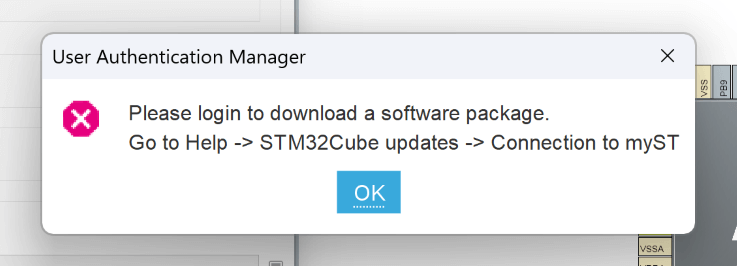 User Authentication Manager
VSS
PB9
Please login to download a software package.
Go to Help -> STM32Cube updates -> Connection to myST
OK
VSSA